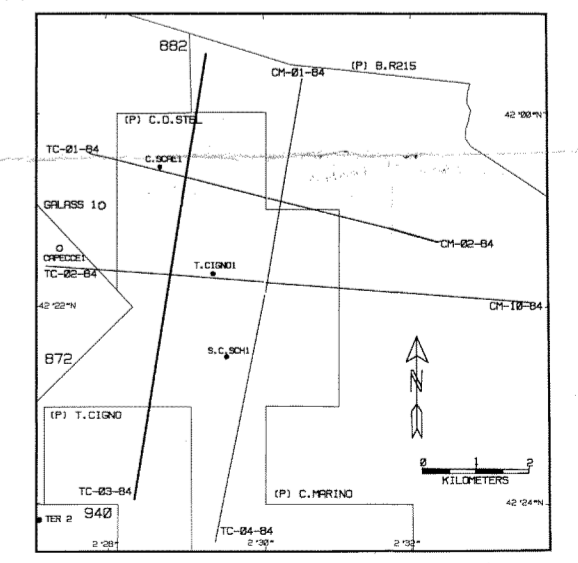 882
CM-01-84
(P) B.R215
42 °00"N
(P) C.D.STEL
TC-01-84
C.SCAL1
GALASS 1
CAPECCE1
CM-02-84
T.CIGNO1
TC-02-84
42 °22"N
CM-10-84
S.C.SCH1
872
N
(P) T.CIGNO
0 1 2
KILOMETERS
TC-03-84
(P) C.MARINO
42 °24"N
940
TER 2
TC-04-84
2 °28"
2 °30"
2 °32"